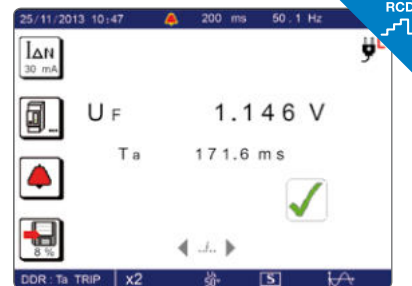 RCD
25/11/2013 10:47 200 ms 50.1 Hz
IΔN
30 mA
UF 1.146 V
Ta 171.6 ms
8 %
../..
DDR : Ta TRIP x2 S